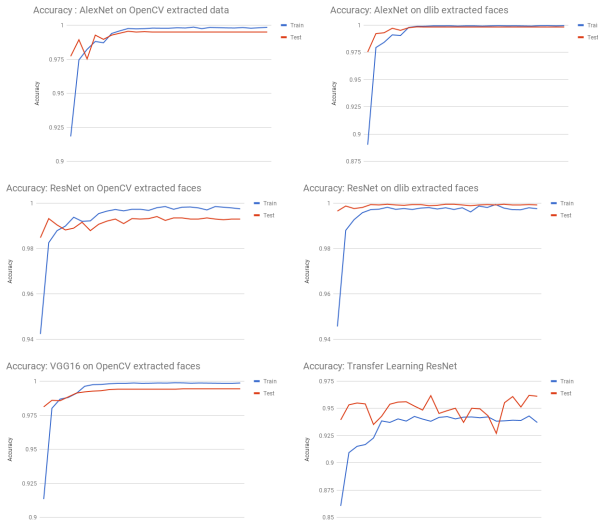 Accuracy : AlexNet on OpenCV extracted data
Train
Test
Accuracy
1
0.975
0.95
0.925
0.9
Accuracy: AlexNet on dlib extracted faces
Train
Test
Accuracy
1
0.975
0.95
0.925
0.9
0.875
Accuracy: ResNet on OpenCV extracted faces
Train
Test
Accuracy
1
0.98
0.96
0.94
Accuracy: ResNet on dlib extracted faces
Train
Test
Accuracy
1
0.98
0.96
0.94
Accuracy: VGG16 on OpenCV extracted faces
Train
Test
Accuracy
1
0.975
0.95
0.925
0.9
Accuracy: Transfer Learning ResNet
Train
Test
Accuracy
0.975
0.95
0.925
0.9
0.875
0.85